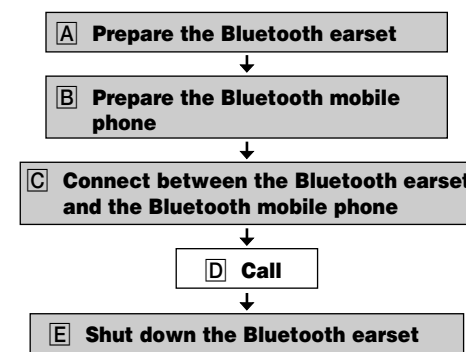 A Prepare the Bluetooth earset
B Prepare the Bluetooth mobile
phone
C Connect between the Bluetooth earset
and the Bluetooth mobile phone
D Call
E Shut down the Bluetooth earset